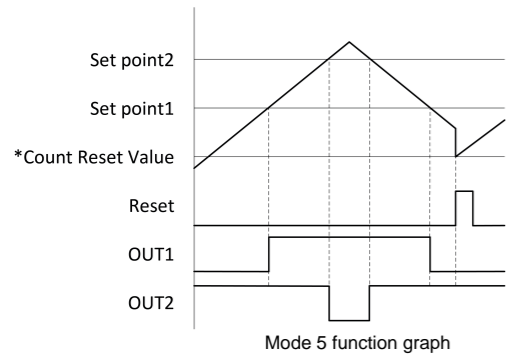 Set point2
Set point1
*Count Reset Value
Reset
OUT1
OUT2
Mode 5 function graph